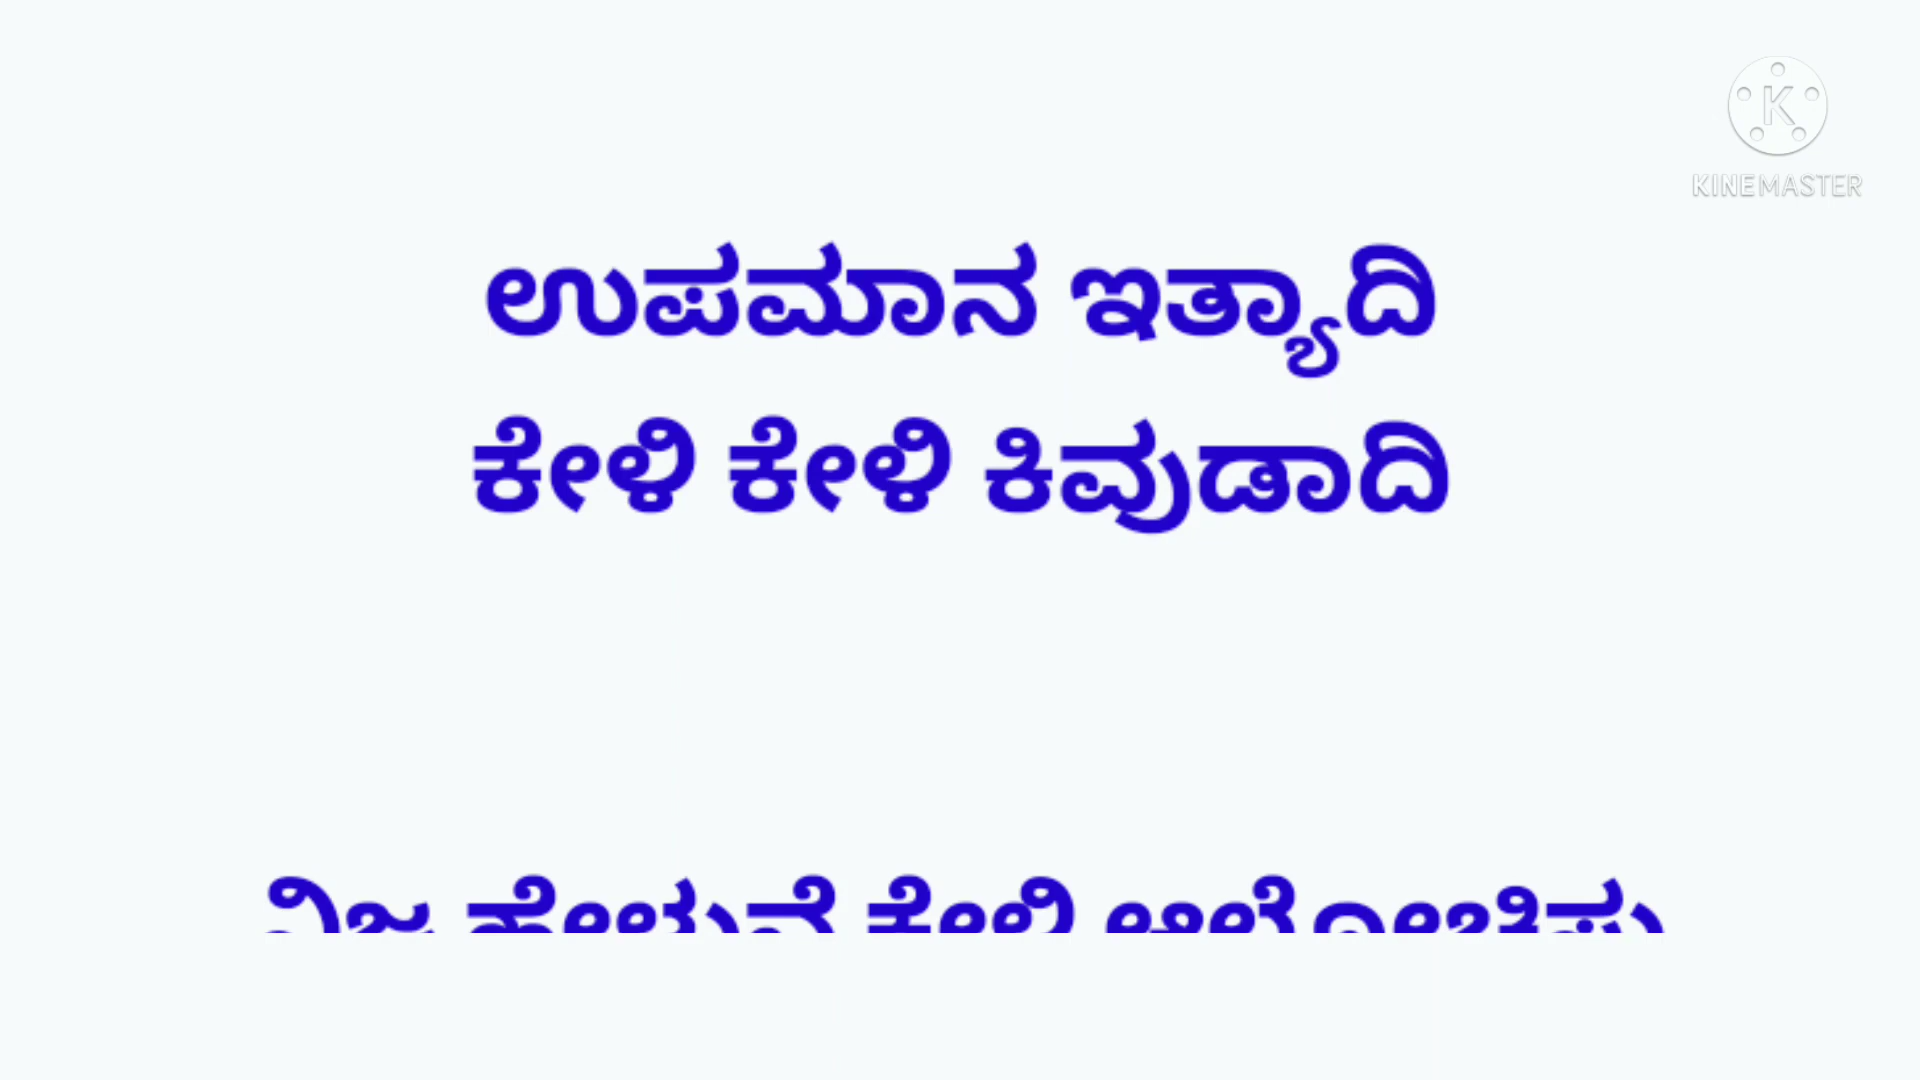 KINEMASTER
ಉಪಮಾನ ಇತ್ಯಾದಿ
ಕೇಳಿ ಕೇಳಿ ಕಿವುಡಾದಿ
ನಿಜ ಹೇಳುವೆ ಕೇಳಿ